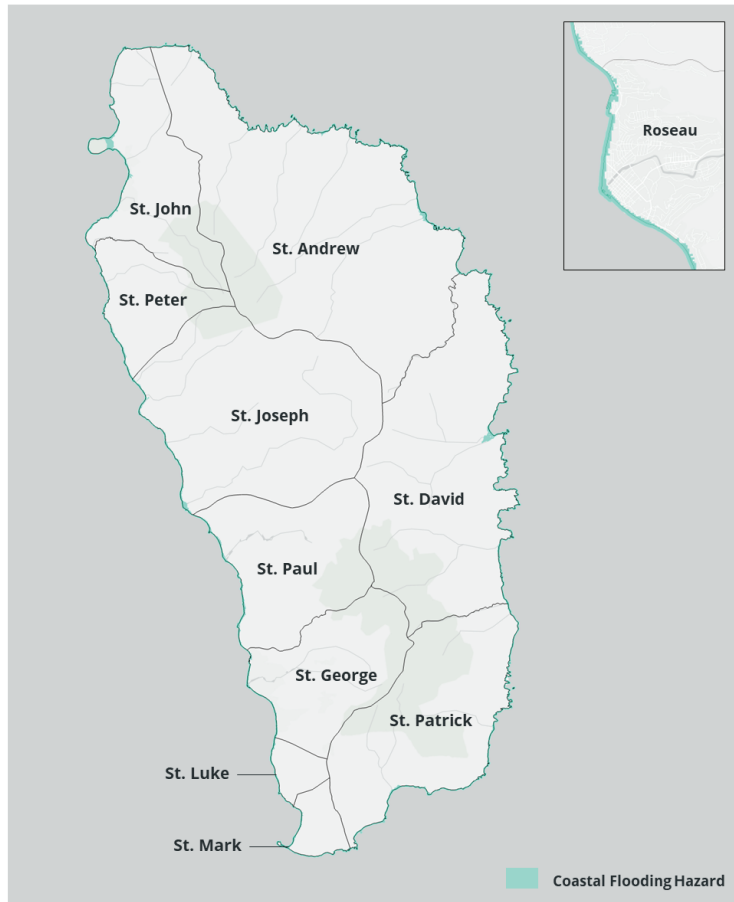 Roseau
St. John
St. Andrew
St. Peter
St. Joseph
St. David
St. Paul
St. George
St. Patrick
St. Luke
St. Mark
Coastal Flooding Hazard